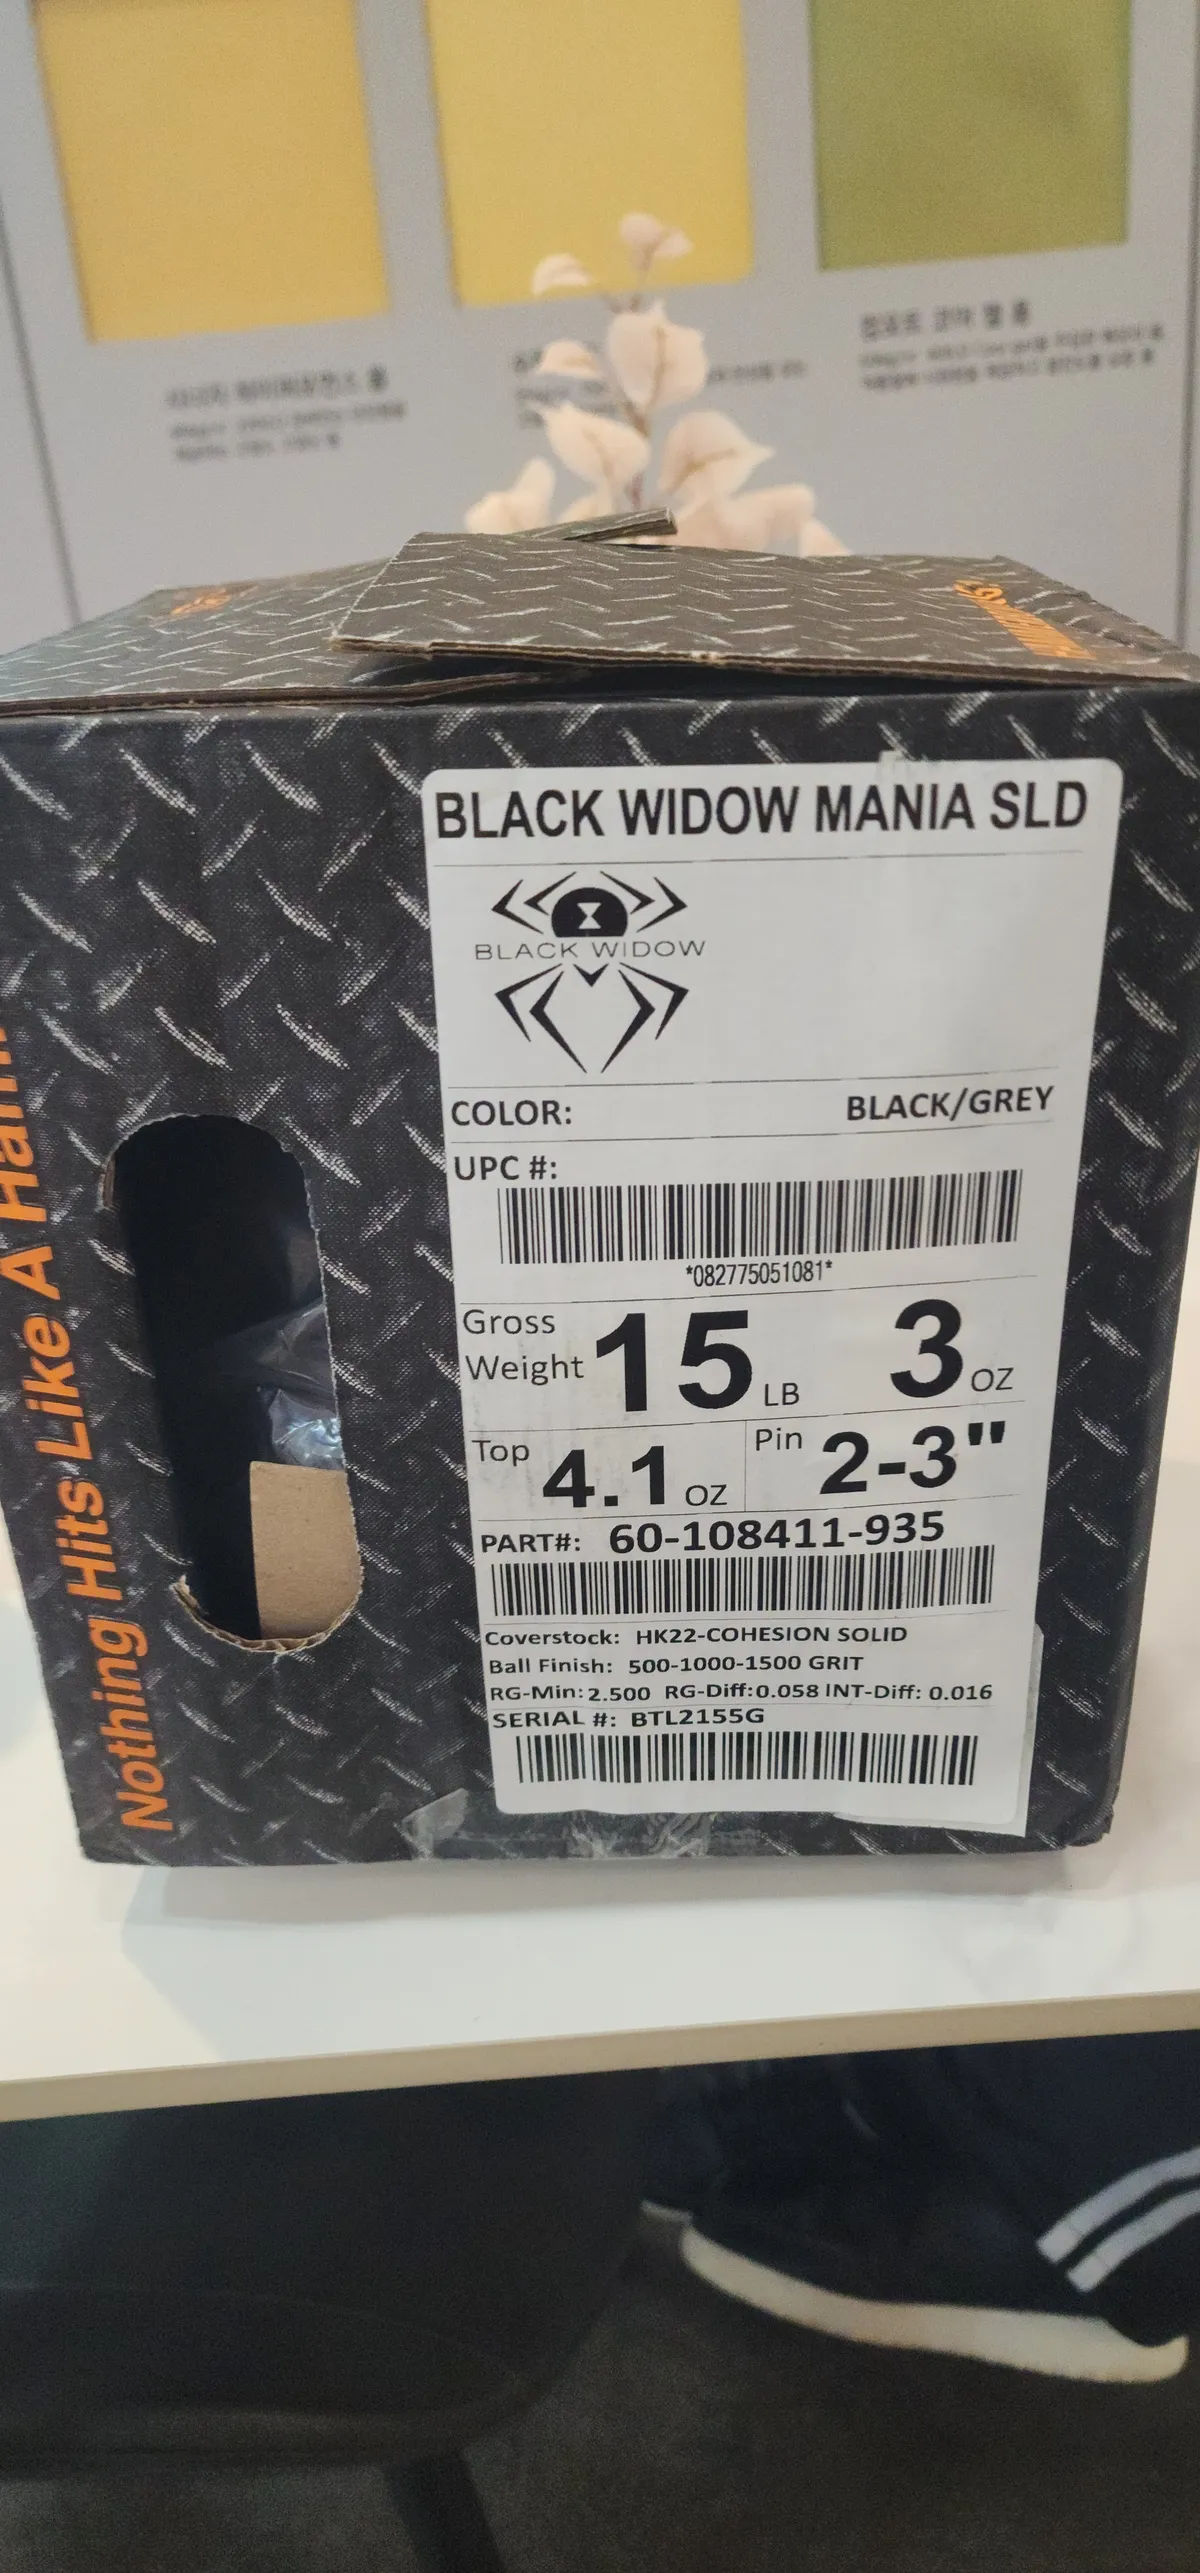 BLACK WIDOW MANIA SLD
BLACK WIDOW
COLOR: BLACK/GREY
UPC #:
*082775051081*
Gross Weight 15 LB 3 OZ
Top 4.1 OZ Pin 2-3"
PART#: 60-108411-935
Coverstock: HK22-COHESION SOLID
Ball Finish: 500-1000-1500 GRIT
RG-Min: 2.500 RG-Diff: 0.058 INT-Diff: 0.016
SERIAL #: BTL2155G
Nothing Hits Like A